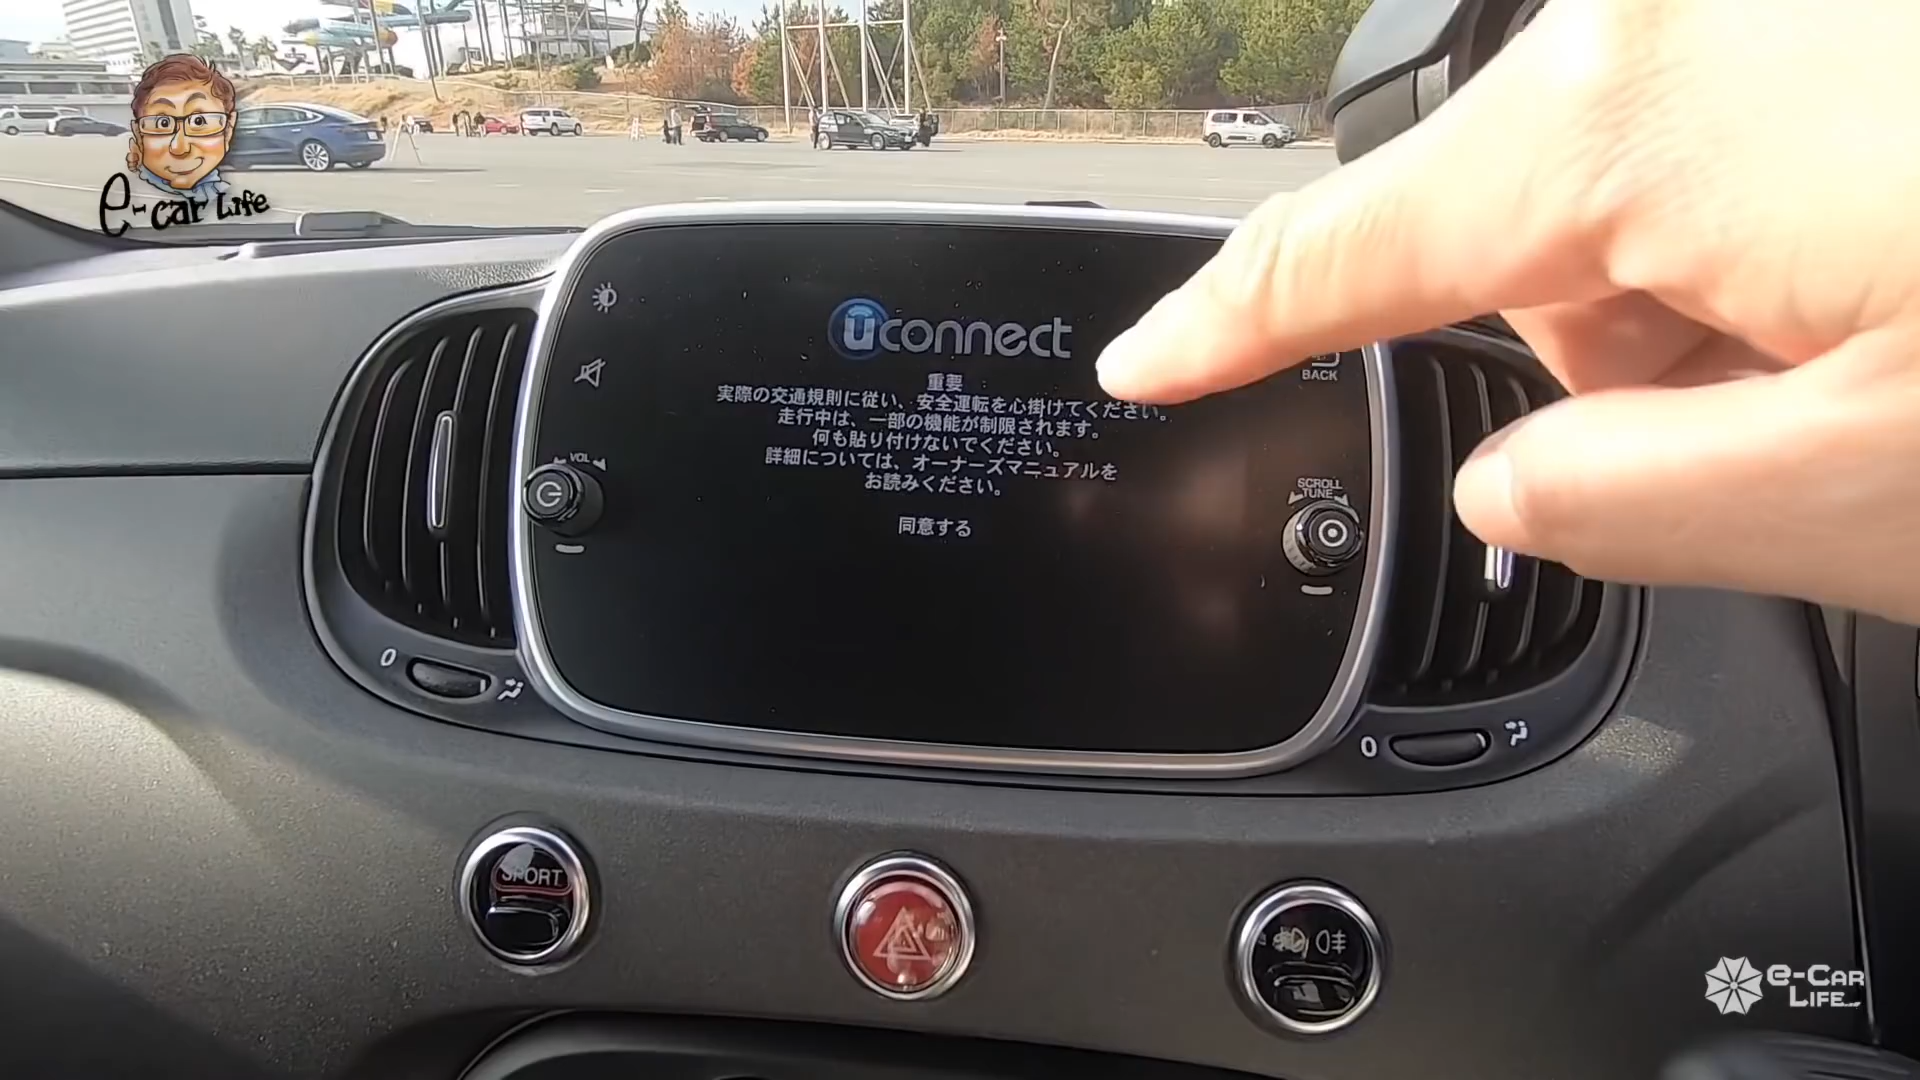 e-car Life
uconnect
重要
実際の交通規則に従い、安全運転を心掛けてください。
走行中は、一部の機能が制限されます。
何も貼り付けないでください。
詳細については、オーナーズマニュアルを
お読みください。
同意する
BACK
VOL
SCROLL
TUNE
0
0
SPORT
e-Car
Life